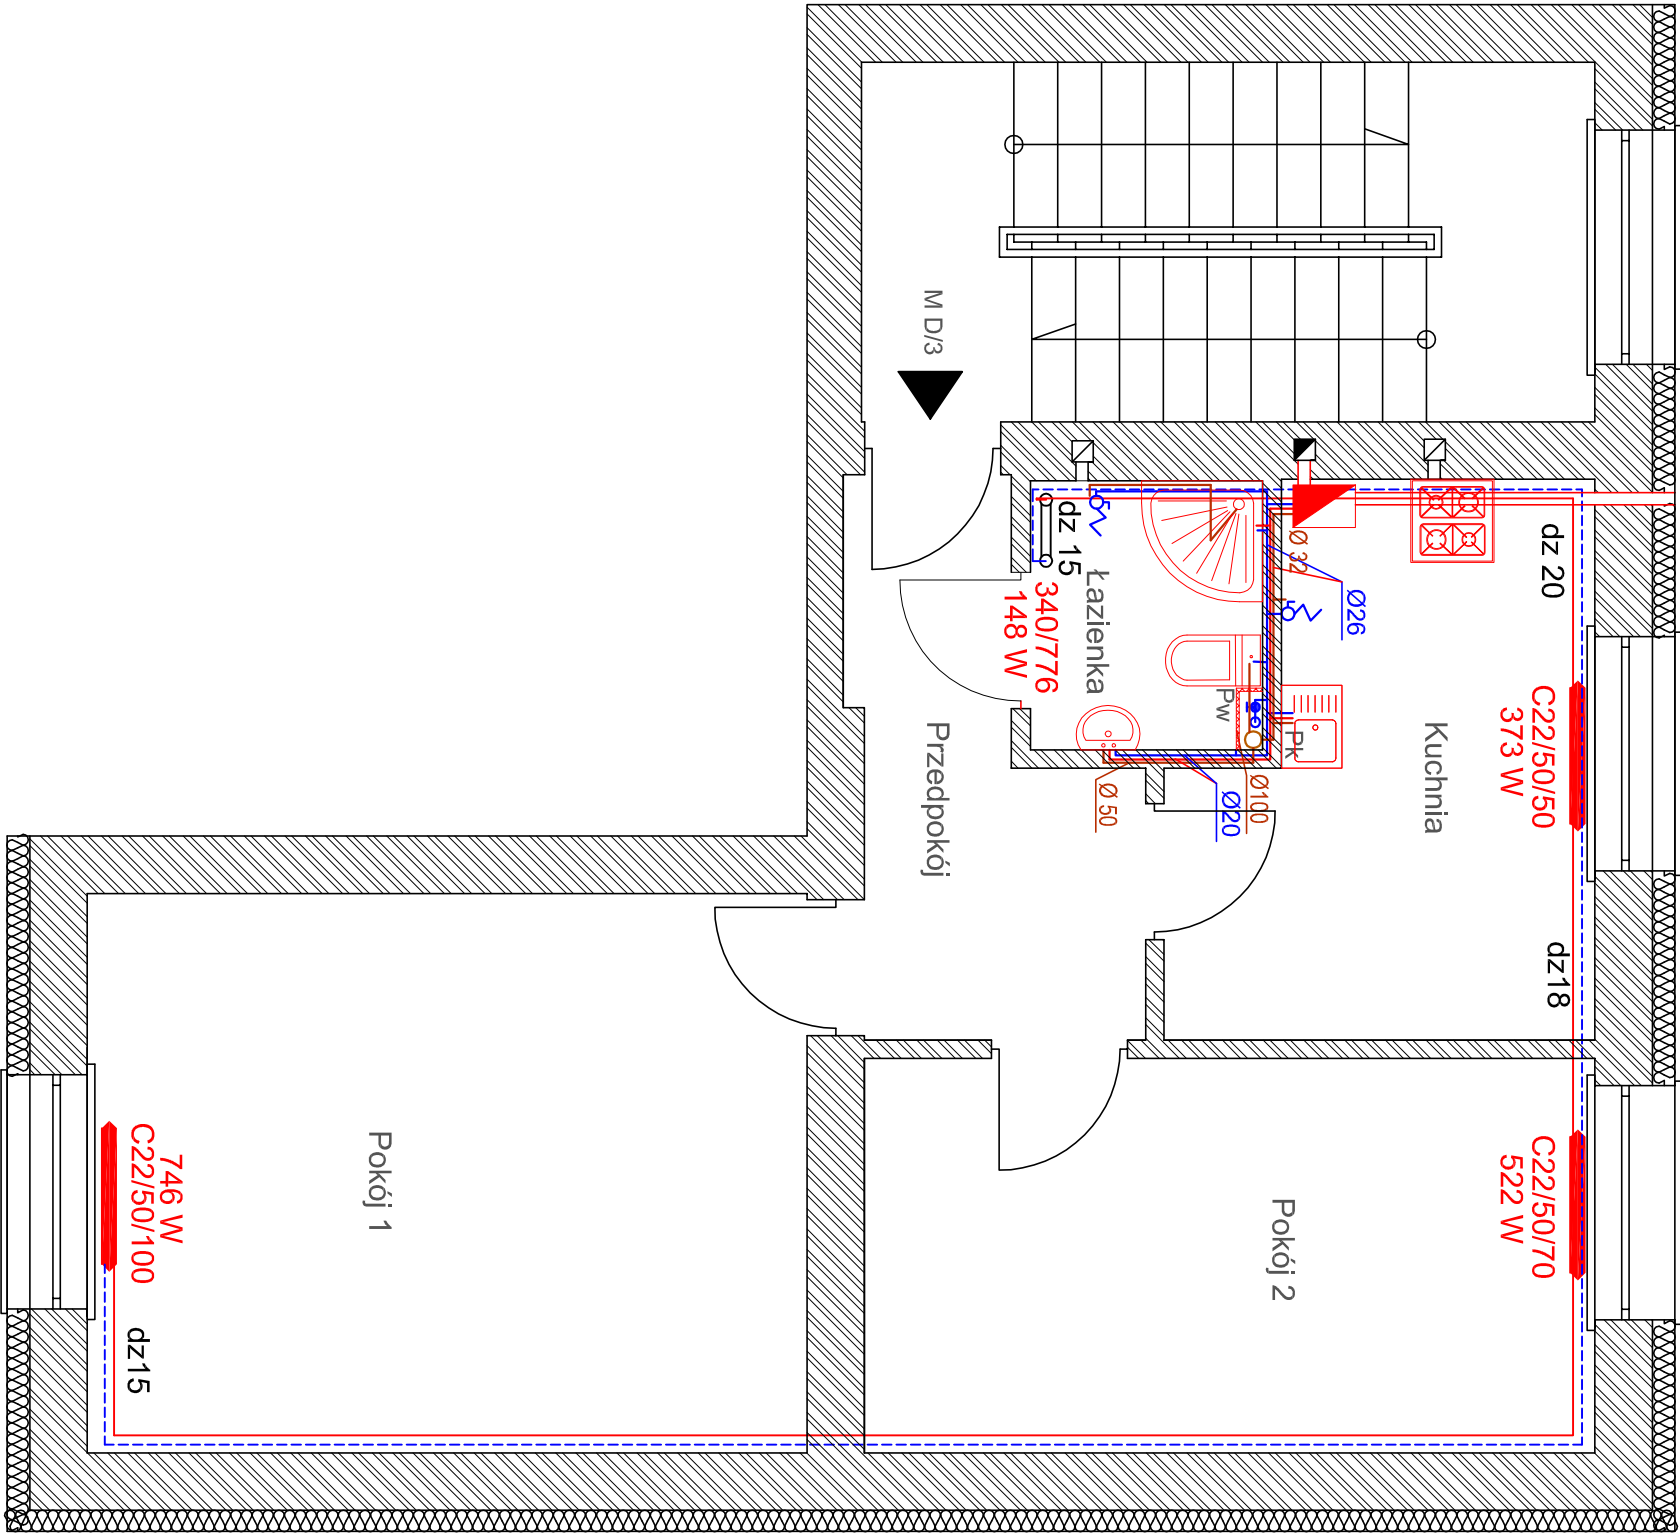 M D/3
dz 15
340/776
148 W
Łazienka
Ø 32
Ø26
dz 20
C22/50/50
373 W
Kuchnia
Pw
Pk
Ø100
Ø20
Ø 50
Przedpokój
dz18
C22/50/70
522 W
Pokój 2
Pokój 1
746 W
C22/50/100
dz15